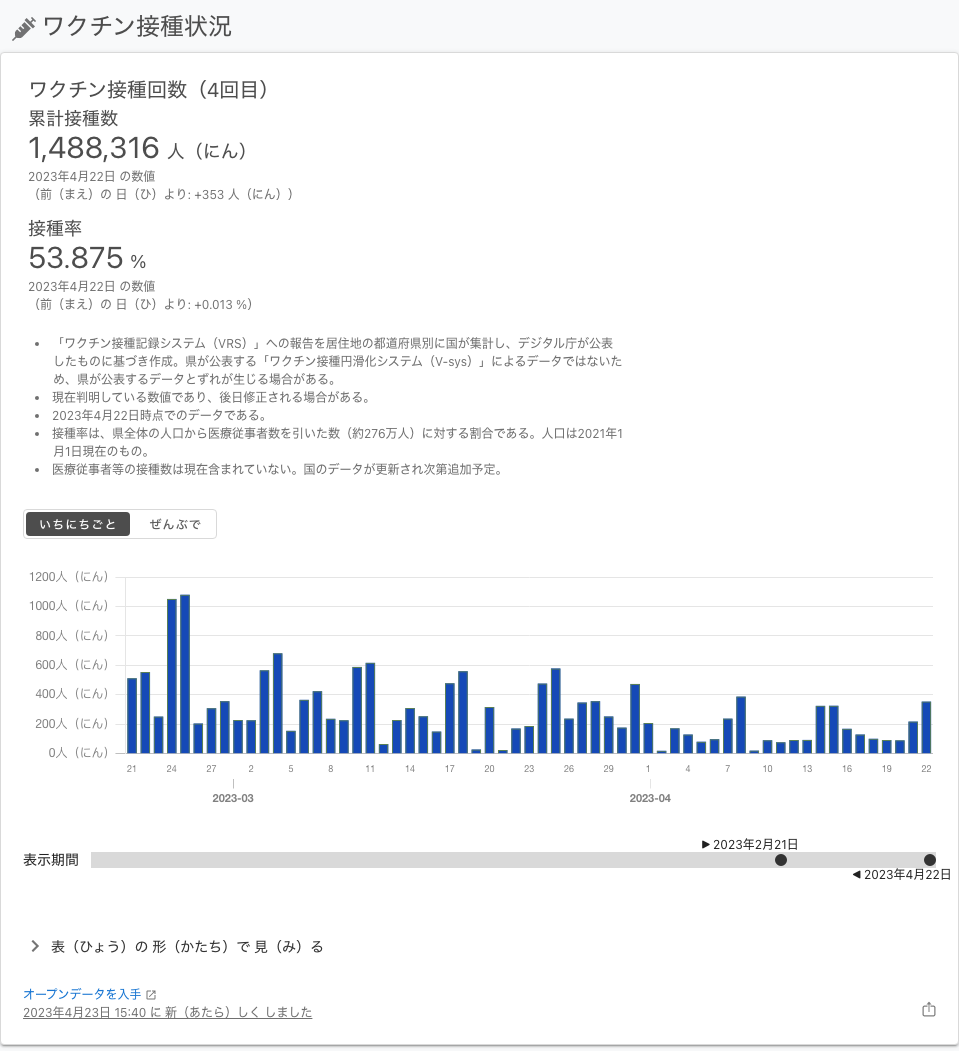 ワクチン接種状況
ワクチン接種回数（4回目）
累計接種数
1,488,316 人（にん）
2023年4月22日 の数値
（前（まえ）の 日（ひ）より: +353 人（にん））
接種率
53.875 %
2023年4月22日 の数値
（前（まえ）の 日（ひ）より: +0.013 %）
• 「ワクチン接種記録システム（VRS）」への報告を居住地の都道府県別に国が集計し、デジタル庁が公表
したものに基づき作成。県が公表する「ワクチン接種円滑化システム（V-sys）」によるデータではないた
め、県が公表するデータとずれが生じる場合がある。
• 現在判明している数値であり、後日修正される場合がある。
• 2023年4月22日時点でのデータである。
• 接種率は、県全体の人口から医療従事者数を引いた数（約276万人）に対する割合である。人口は2021年1
月1日現在のもの。
• 医療従事者等の接種数は現在含まれていない。国のデータが更新され次第追加予定。
いちにちごと ぜんぶで
1200人（にん）
1000人（にん）
800人（にん）
600人（にん）
400人（にん）
200人（にん）
0人（にん）
21 24 27 2 5 8 11 14 17 20 23 26 29 1 4 7 10 13 16 19 22
2023-03 2023-04
▶ 2023年2月21日
表示期間
◀ 2023年4月22日
表（ひょう）の 形（かたち）で 見（み）る
オープンデータを入手
2023年4月23日 15:40 に 新（あたら）しく しました